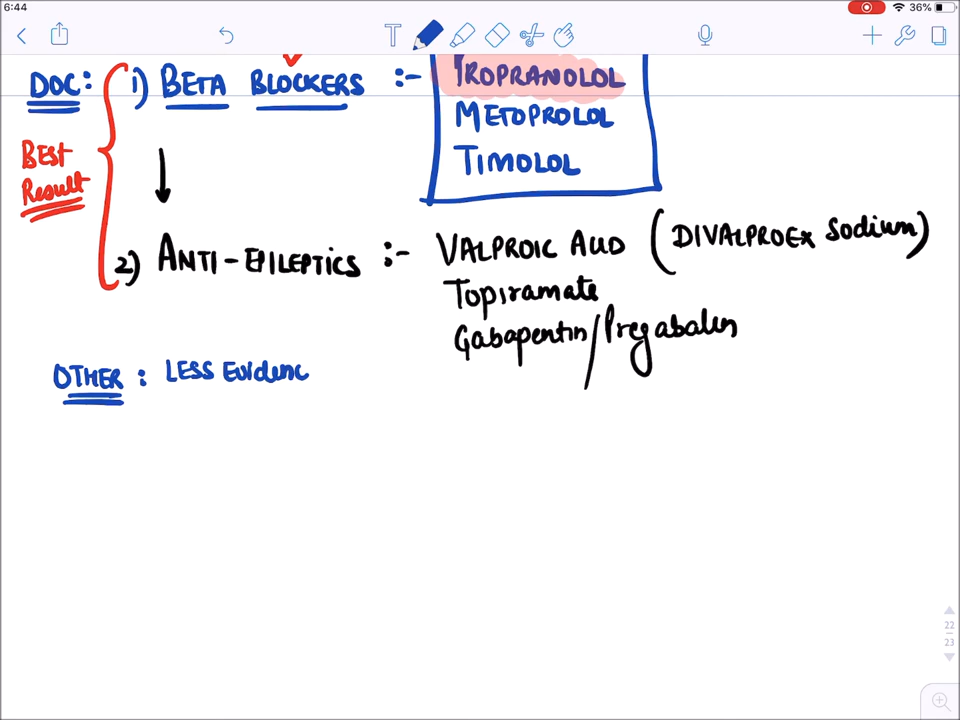 6:44
36%
T
DOC: 1) BETA BLOCKERS :- PROPRANOLOL
METOPROLOL
TIMOLOL
BEST
Result
2) ANTI-EPILEPTICS :- VALPROIC ACID (DIVALPROEX SODIUM)
Topiramate
Gabapentin/Pregabalin
OTHER : LESS Evidenc
22
23